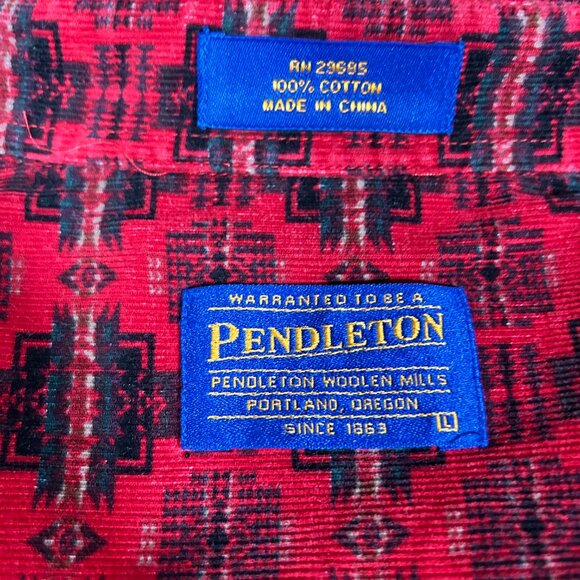 RN 29685
100% COTTON
MADE IN CHINA
WARRANTED TO BE A
PENDLETON
PENDLETON WOOLEN MILLS
PORTLAND, OREGON
SINCE 1863
L